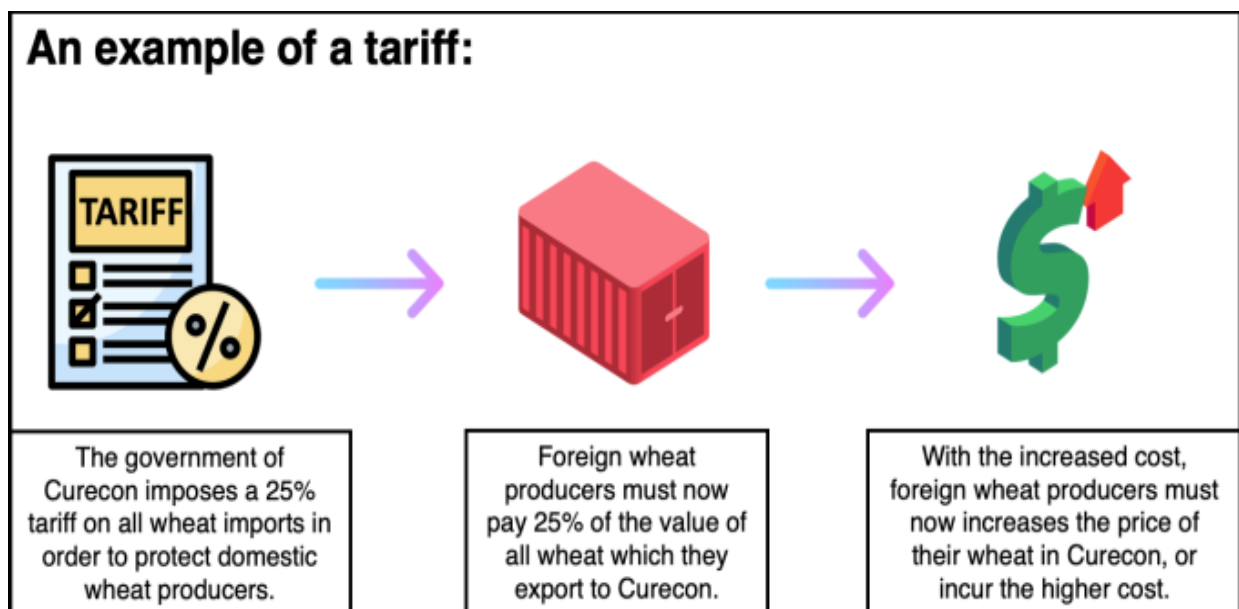 An example of a tariff:
TARIFF
%
The government of
Curecon imposes a 25%
tariff on all wheat imports in
order to protect domestic
wheat producers.
Foreign wheat
producers must now
pay 25% of the value of
all wheat which they
export to Curecon.
With the increased cost,
foreign wheat producers must
now increases the price of
their wheat in Curecon, or
incur the higher cost.